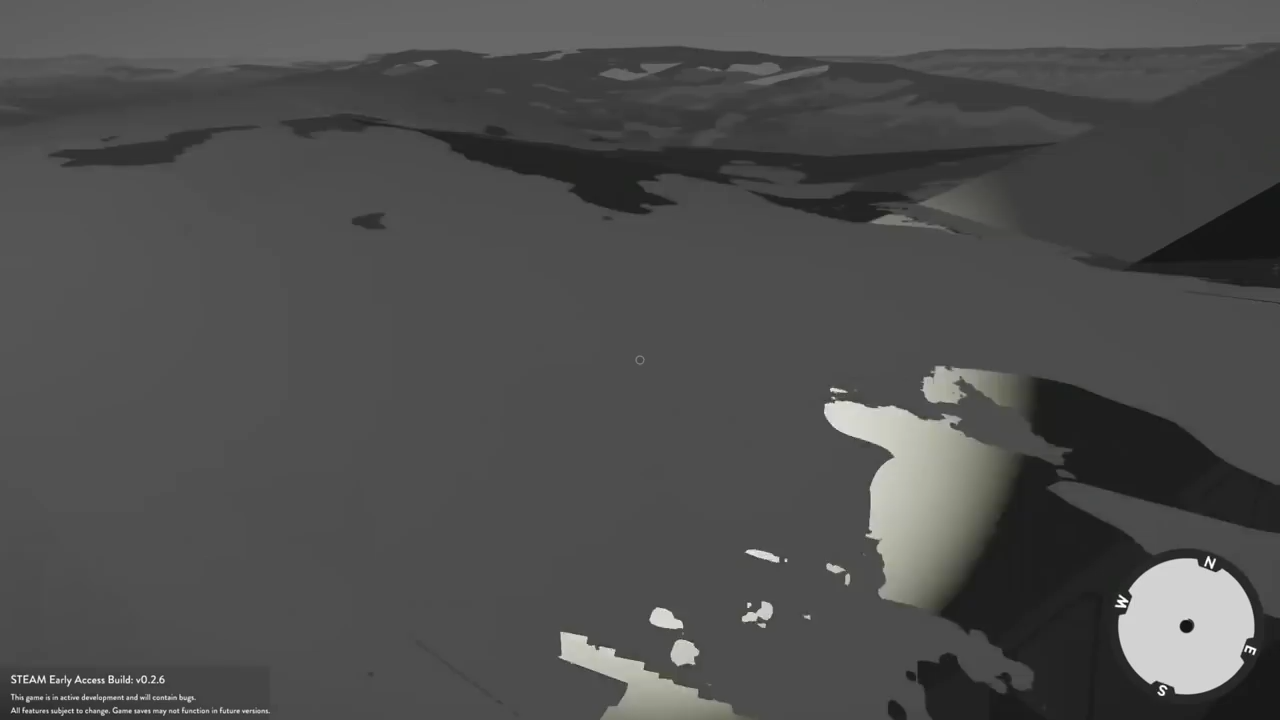 N
W
E
S
STEAM Early Access Build: v0.2.6
This game is in active development and will contain bugs.
All features subject to change. Game saves may not function in future versions.